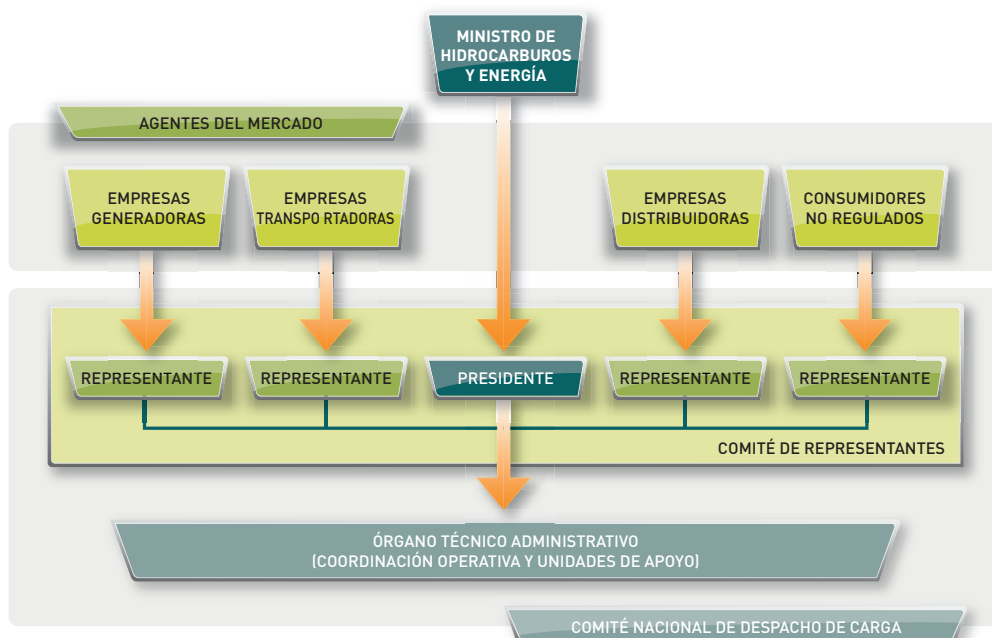 MINISTRO DE
HIDROCARBUROS
Y ENERGÍA
AGENTES DEL MERCADO
EMPRESAS
GENERADORAS
EMPRESAS
TRANSPO RTADORAS
EMPRESAS
DISTRIBUIDORAS
CONSUMIDORES
NO REGULADOS
REPRESENTANTE
REPRESENTANTE
PRESIDENTE
REPRESENTANTE
REPRESENTANTE
COMITÉ DE REPRESENTANTES
ÓRGANO TÉCNICO ADMINISTRATIVO
(COORDINACIÓN OPERATIVA Y UNIDADES DE APOYO)
COMITÉ NACIONAL DE DESPACHO DE CARGA